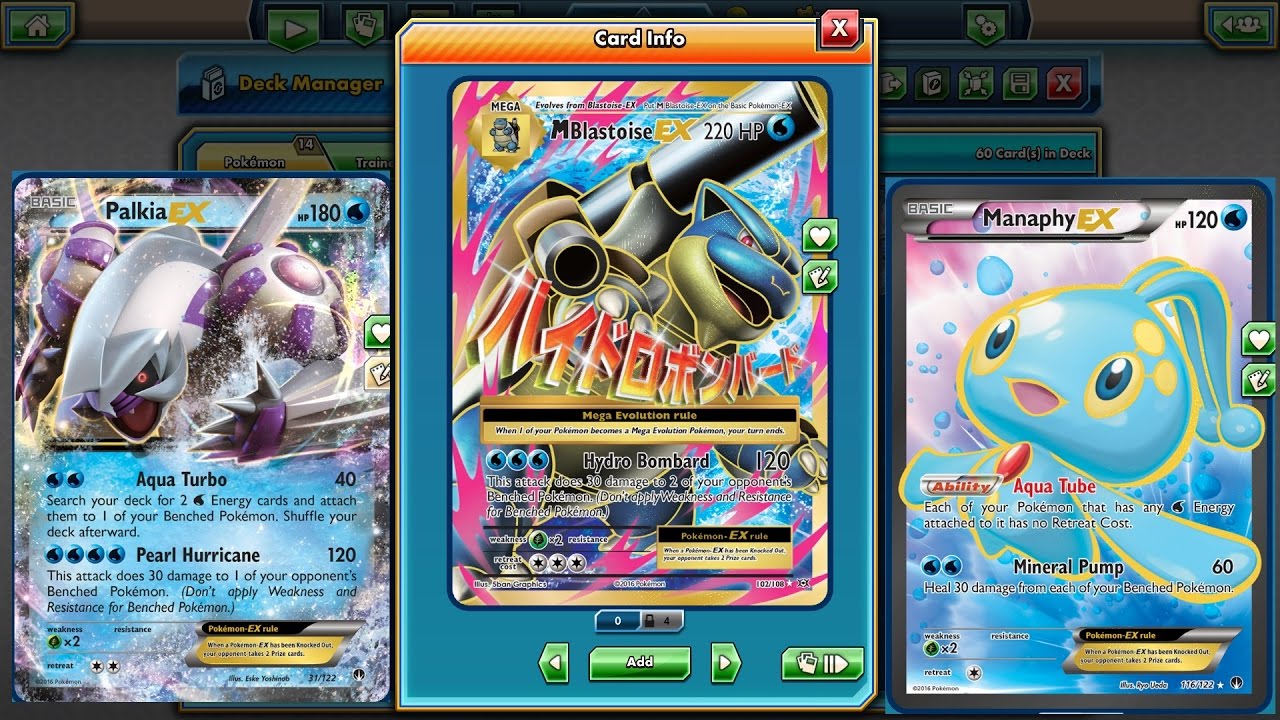 Card Info
X
Deck Manager
X
Pokémon
14
Traine
60 Card(s) in Deck
BASIC
Palkia EX
HP 180
Aqua Turbo 40
Search your deck for 2 Energy cards and attach
them to 1 of your Benched Pokémon. Shuffle your
deck afterward.
Pearl Hurricane 120
This attack does 30 damage to 1 of your opponent's
Benched Pokémon. (Don't apply Weakness and
Resistance for Benched Pokémon.)
weakness resistance
×2
Pokémon-EX rule
When a Pokémon-EX has been Knocked Out,
your opponent takes 2 Prize cards.
retreat
©2016 Pokémon
Illus. Eske Yoshinob
31/122
MEGA
Evolves from Blastoise-EX Put M Blastoise-EX on the Basic Pokémon-EX
M Blastoise EX 220 HP
ハイドロボンバード
Mega Evolution rule
When 1 of your Pokémon becomes a Mega Evolution Pokémon, your turn ends.
Hydro Bombard 120
This attack does 30 damage to 2 of your opponent's
Benched Pokémon. (Don't apply Weakness and Resistance
for Benched Pokémon.)
weakness ×2 resistance
Pokémon-EX rule
When a Pokémon-EX has been Knocked Out,
your opponent takes 2 Prize cards.
retreat
cost
Illus. 5ban Graphics
©2016 Pokémon
102/108
0
4
Add
BASIC
Manaphy EX
HP 120
Ability Aqua Tube
Each of your Pokémon that has any Energy
attached to it has no Retreat Cost.
Mineral Pump 60
Heal 30 damage from each of your Benched Pokémon.
weakness resistance
×2
Pokémon-EX rule
When a Pokémon-EX has been Knocked Out,
your opponent takes 2 Prize cards.
retreat
©2016 Pokémon
Illus. Ryo Ueda
116/122